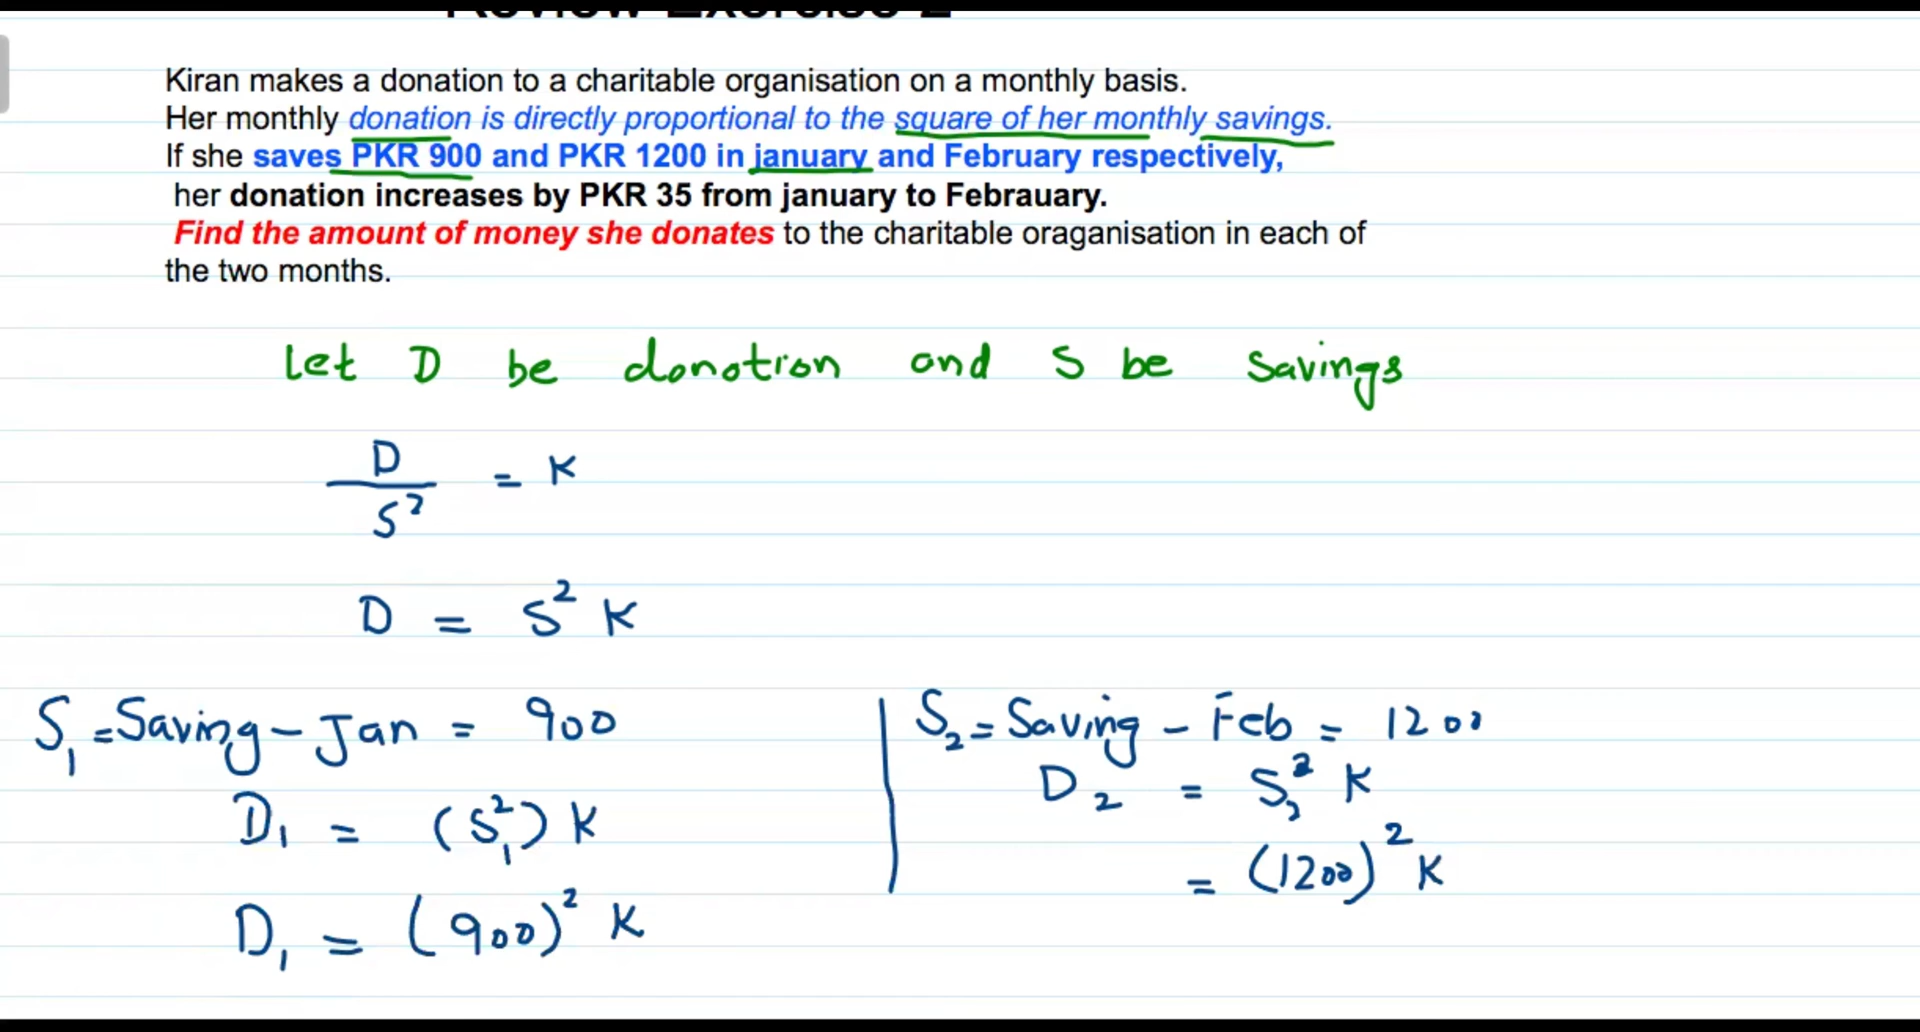 Kiran makes a donation to a charitable organisation on a monthly basis.
Her monthly donation is directly proportional to the square of her monthly savings.
If she saves PKR 900 and PKR 1200 in january and February respectively,
her donation increases by PKR 35 from january to Febrauary.
Find the amount of money she donates to the charitable oraganisation in each of
the two months.
Let D be donation and S be savings
D/S² = K
D = S² K
S₁ = Saving - Jan = 900
D₁ = (S₁²) K
D₁ = (900)² K
S₂ = Saving - Feb = 1200
D₂ = S₂² K
= (1200)² K